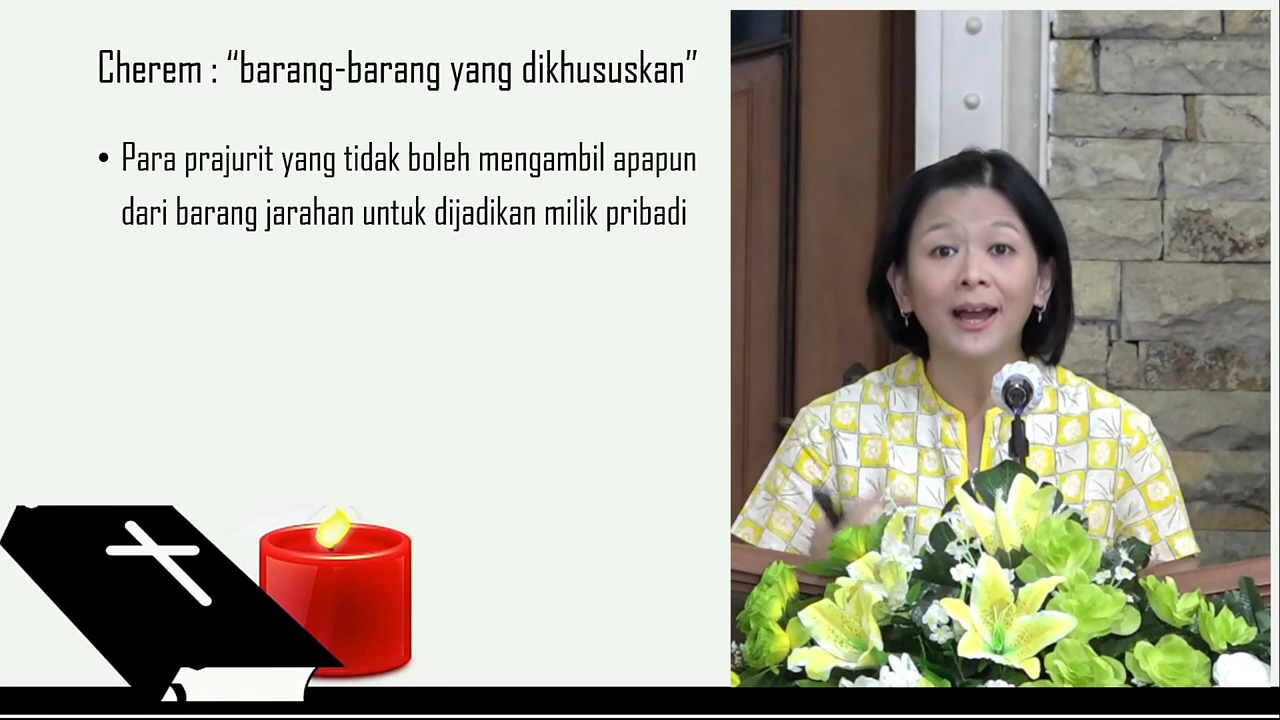 Cherem : “barang-barang yang dikhususkan”
• Para prajurit yang tidak boleh mengambil apapun
dari barang jarahan untuk dijadikan milik pribadi